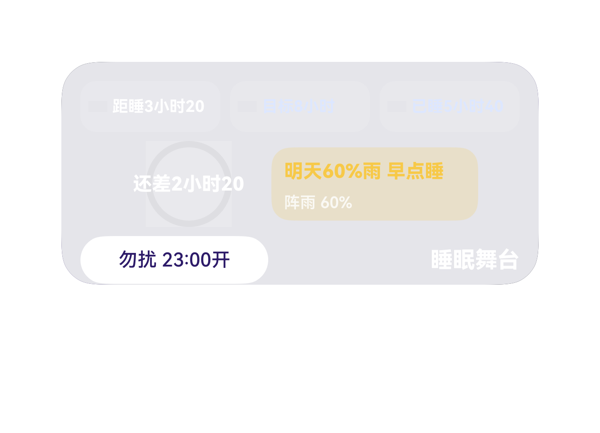 距睡3小时20
还差2小时20
明天60%雨 早点睡
阵雨 60%
勿扰 23:00开
睡眠舞台